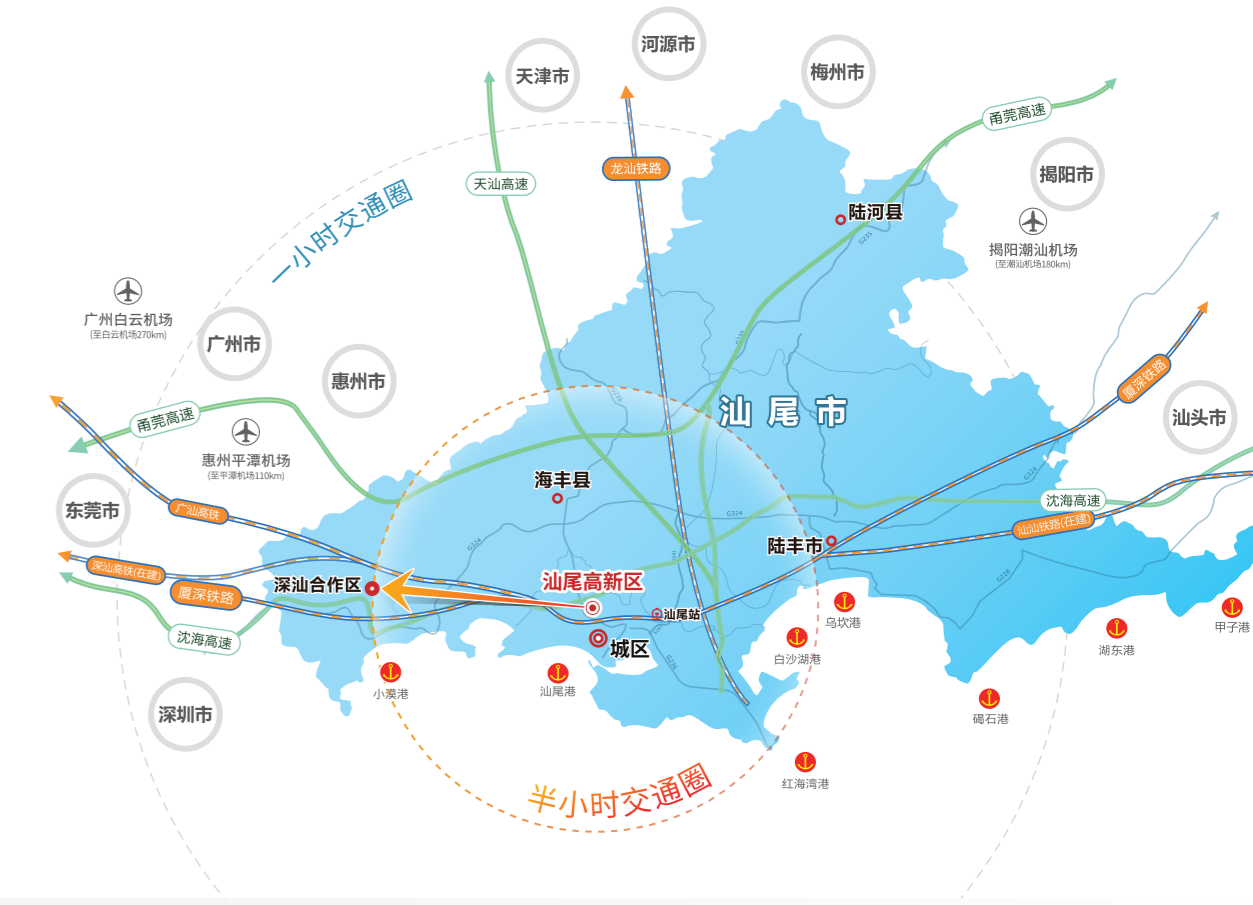 河源市
天津市
梅州市
甬莞高速
龙汕铁路
揭阳市
天汕高速
一小时交通圈
陆河县
G235
揭阳潮汕机场
(至潮汕机场180km)
广州白云机场
(至白云机场270km)
广州市
惠州市
G235
厦深铁路
G236
汕尾市
汕头市
甬莞高速
惠州平潭机场
(至平潭机场110km)
海丰县
G324
沈海高速
东莞市
广汕高铁
G324
汕汕铁路(在建)
G324
陆丰市
深汕高铁(在建)
深汕合作区
汕尾高新区
G228
厦深铁路
汕尾站
乌坎港
甲子港
沈海高速
城区
白沙湖港
湖东港
G236
小漠港
汕尾港
深圳市
碣石港
红海湾港
半小时交通圈